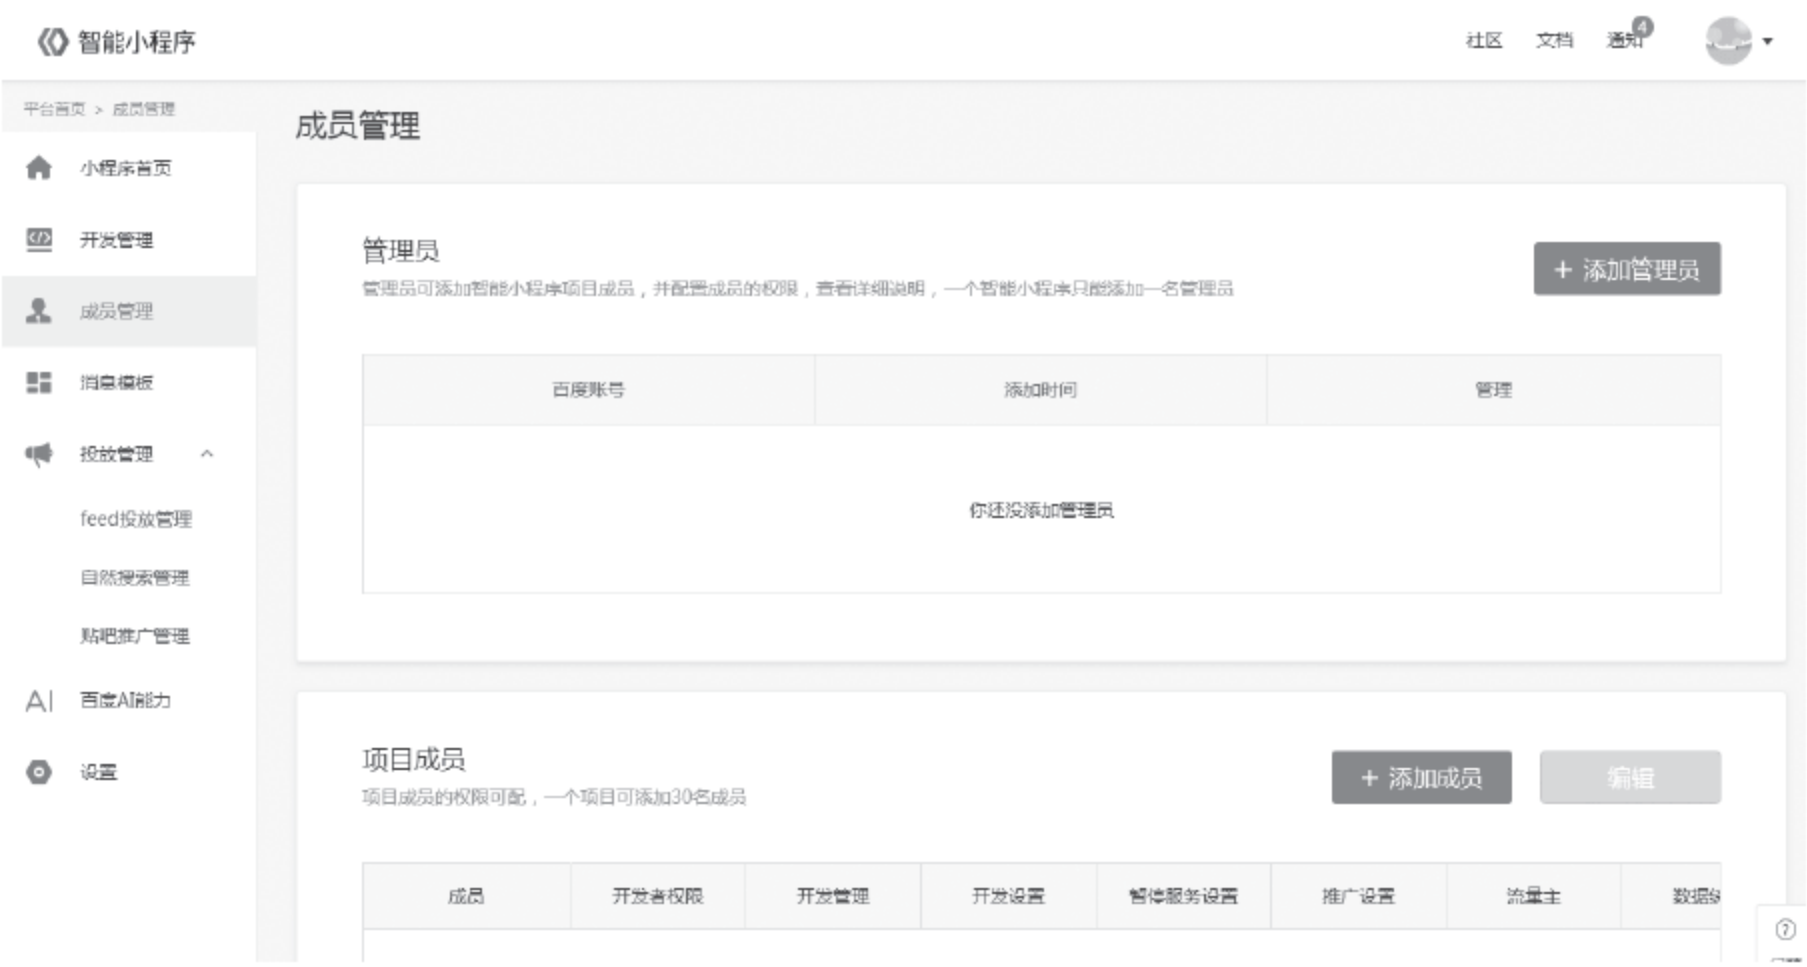 智能小程序
社区 文档 通知 4
平台首页 > 成员管理
小程序首页
开发管理
成员管理
消息模板
投放管理
feed投放管理
自然搜索管理
贴吧推广管理
AI 百度AI能力
设置
成员管理
管理员
管理员可添加智能小程序项目成员，并配置成员的权限，查看详细说明，一个智能小程序只能添加一名管理员
+ 添加管理员
百度账号 添加时间 管理
你还没添加管理员
项目成员
项目成员的权限可配，一个项目可添加30名成员
+ 添加成员 编辑
成员 开发者权限 开发管理 开发设置 暂停服务设置 推广设置 流量主 数据